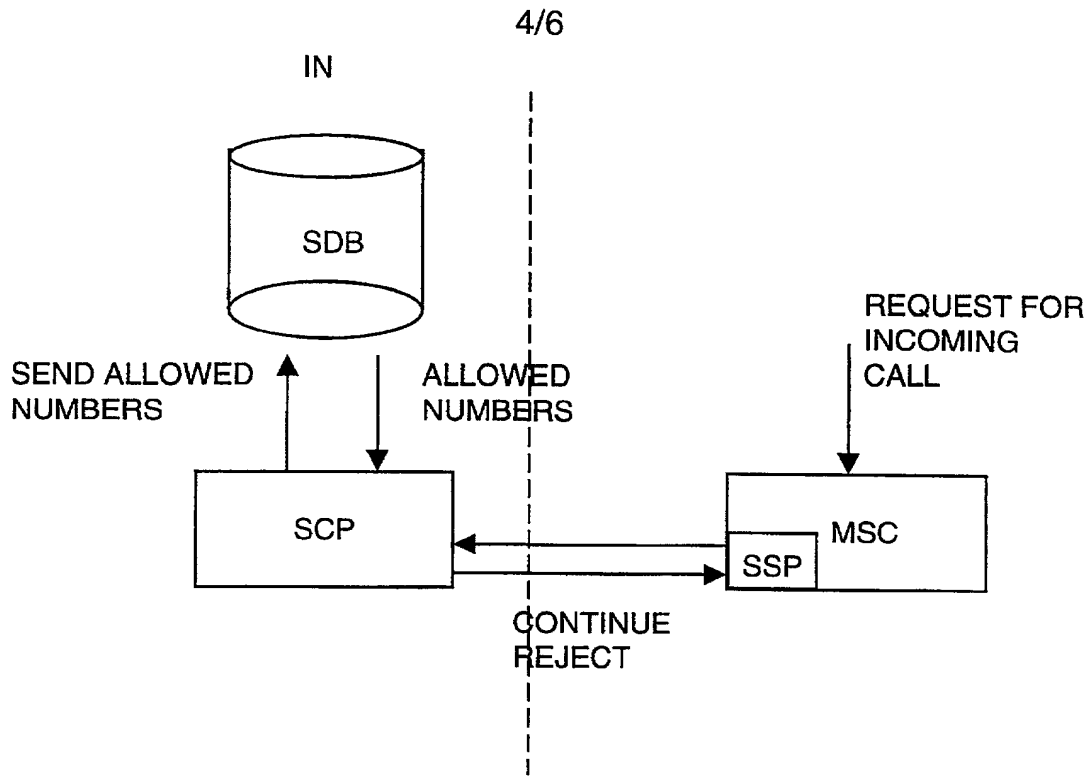 4/6
IN
SDB
REQUEST FOR
INCOMING
CALL
SEND ALLOWED
NUMBERS
ALLOWED
NUMBERS
SCP
MSC
SSP
CONTINUE
REJECT